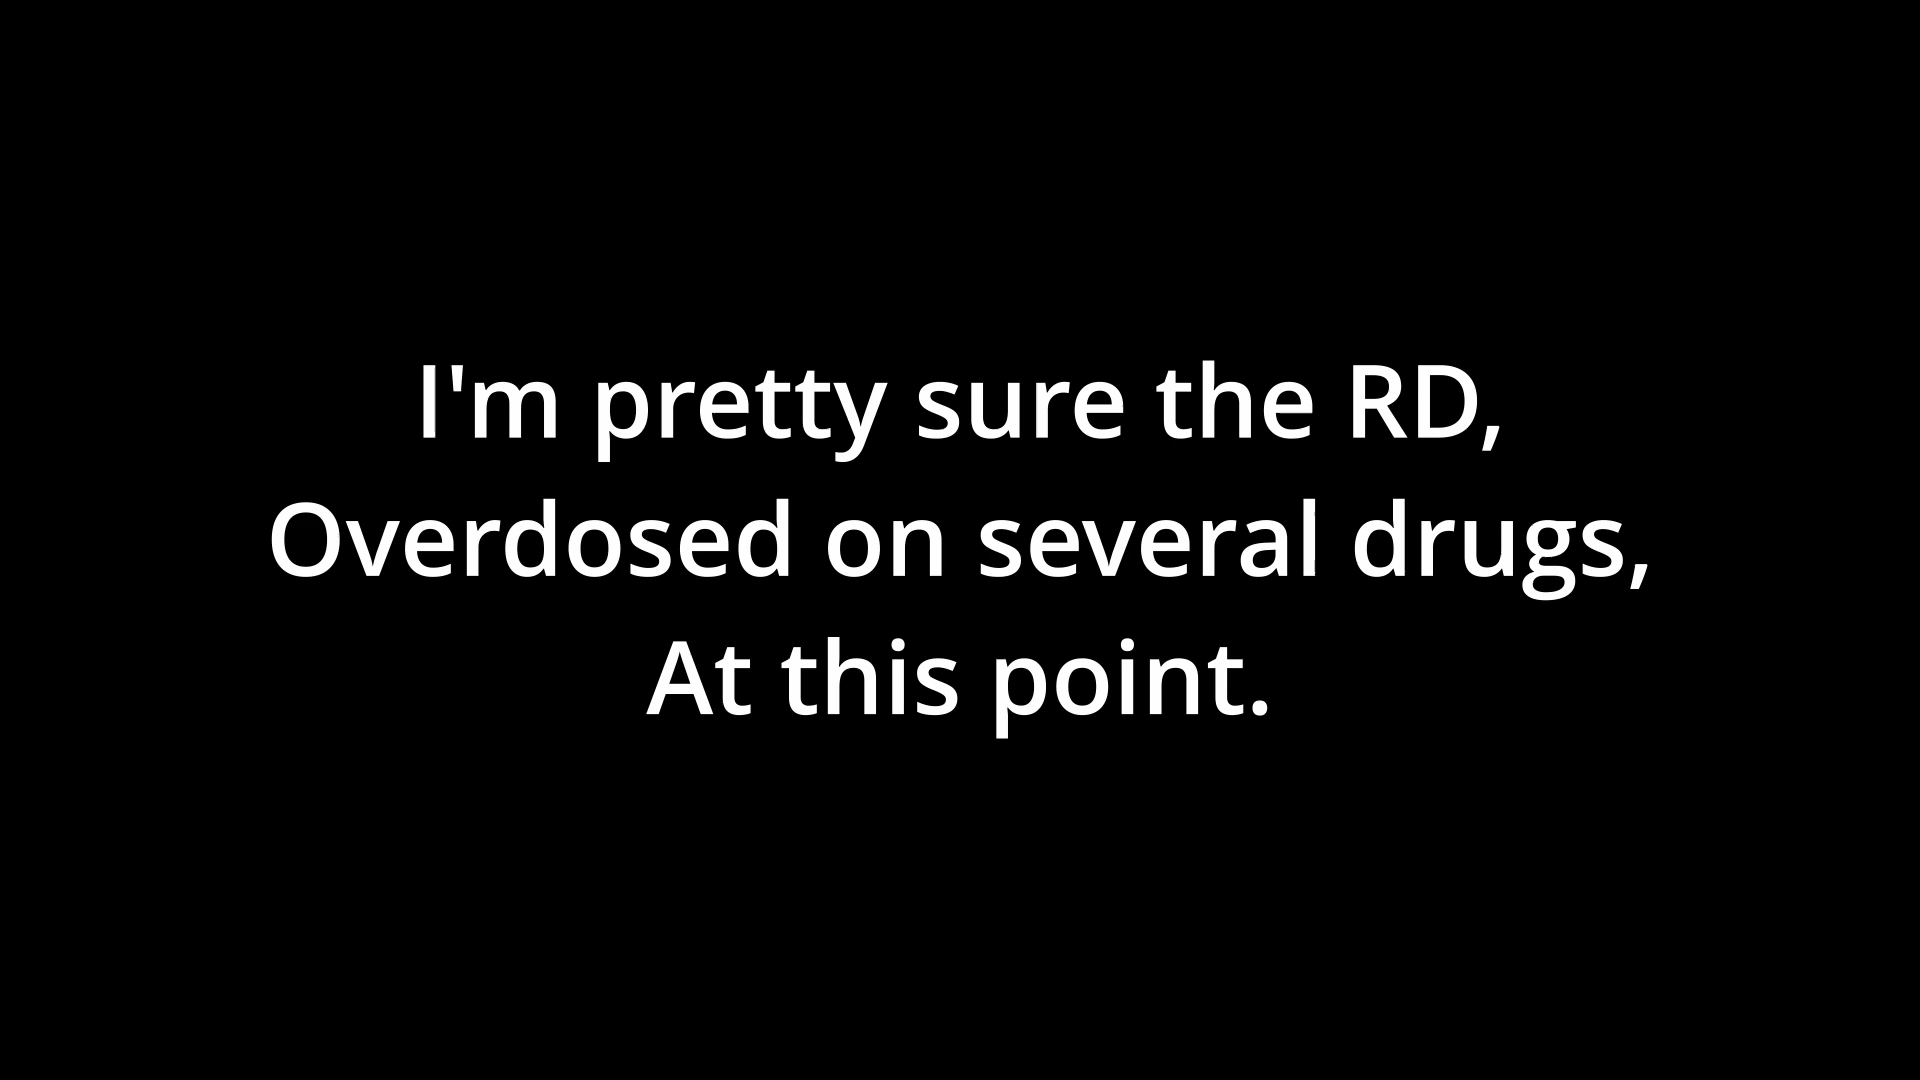 I'm pretty sure the RD,
Overdosed on several drugs,
At this point.